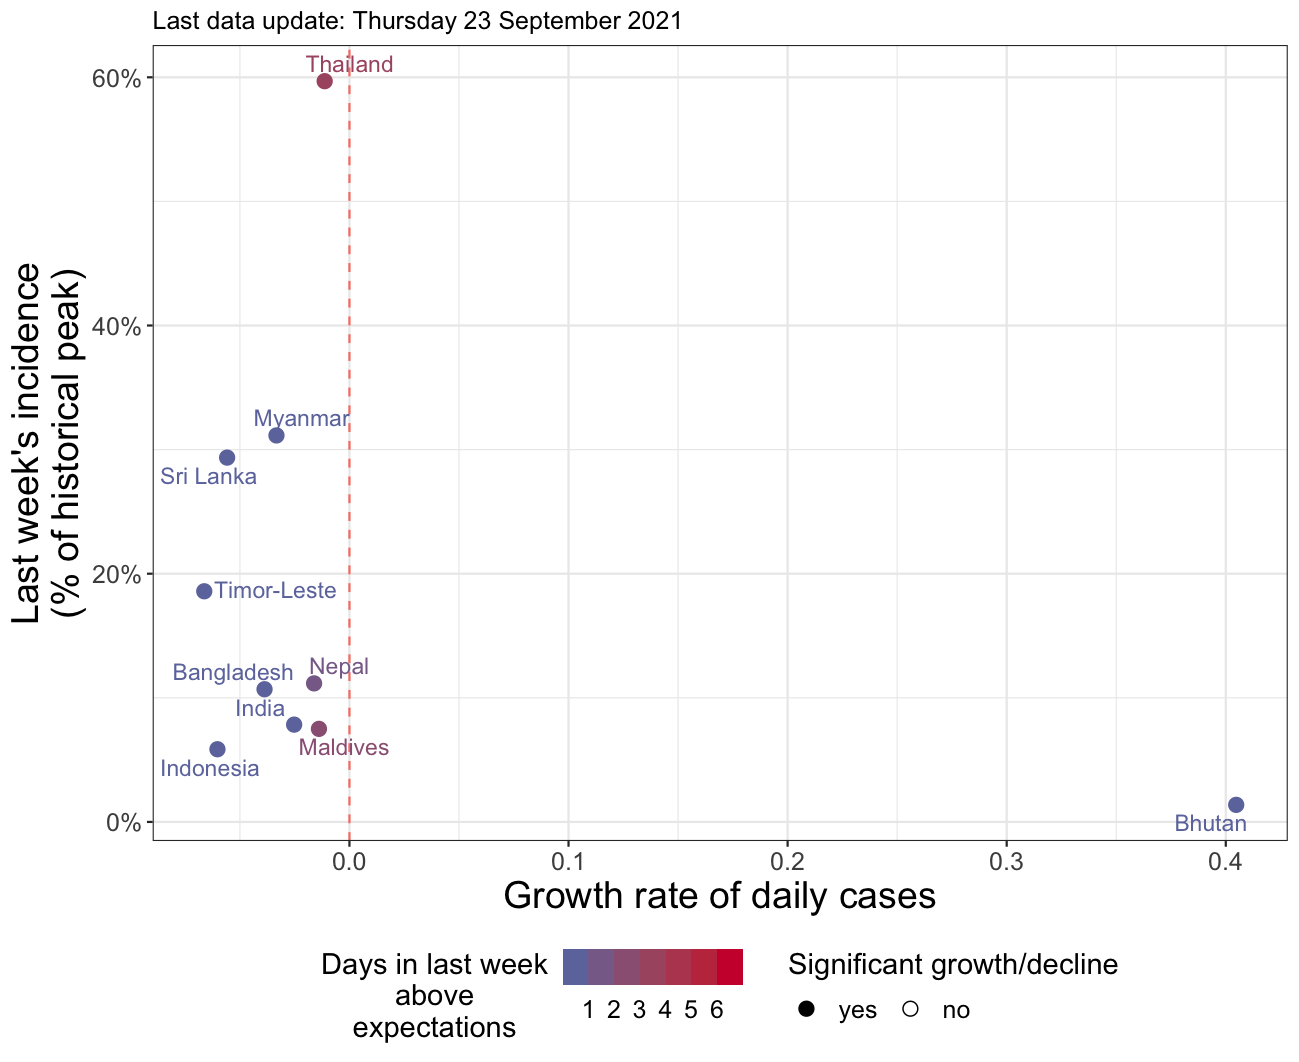 Last data update: Thursday 23 September 2021
Last week's incidence
(% of historical peak)
60%
40%
20%
0%
Thailand
Myanmar
Sri Lanka
Timor-Leste
Nepal
Bangladesh
India
Maldives
Indonesia
Bhutan
0.0 0.1 0.2 0.3 0.4
Growth rate of daily cases
Days in last week
above
expectations
1 2 3 4 5 6
Significant growth/decline
yes no